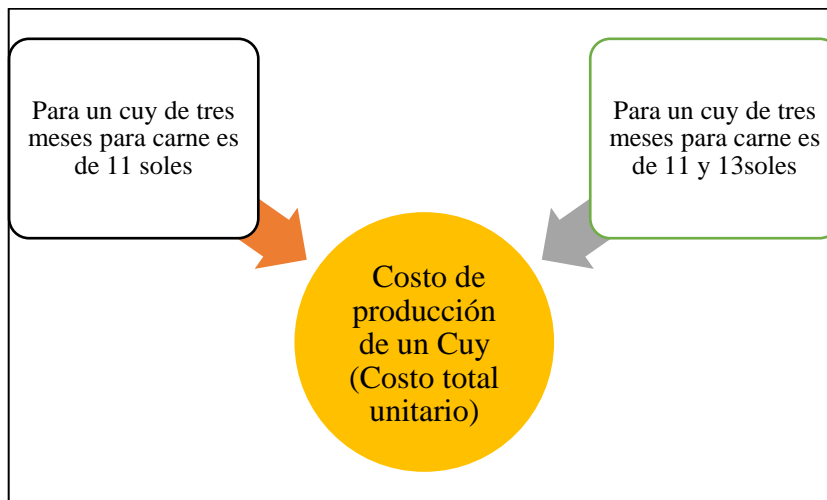 Para un cuy de tres
meses para carne es
de 11 soles
Para un cuy de tres
meses para carne es
de 11 y 13soles
Costo de
producción
de un Cuy
(Costo total
unitario)